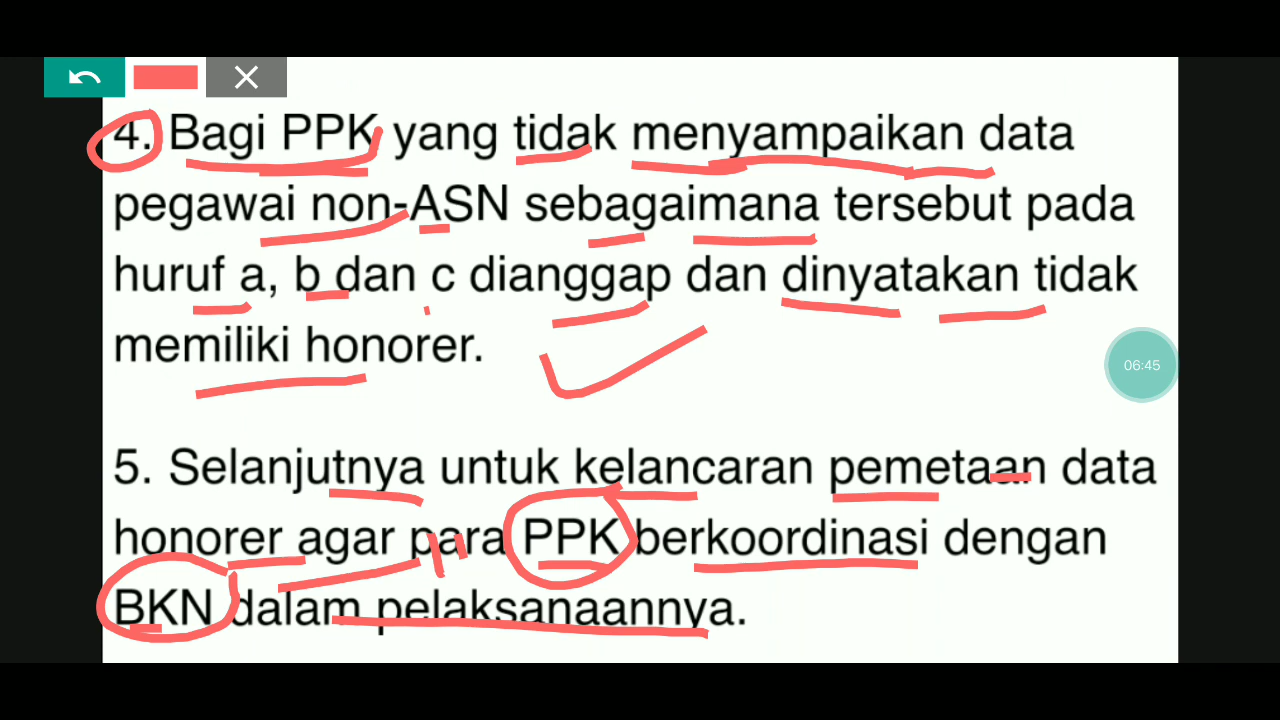 4. Bagi PPK yang tidak menyampaikan data
pegawai non-ASN sebagaimana tersebut pada
huruf a, b dan c dianggap dan dinyatakan tidak
memiliki honorer.
06:45
5. Selanjutnya untuk kelancaran pemetaan data
honorer agar para PPK berkoordinasi dengan
BKN dalam pelaksanaannya.